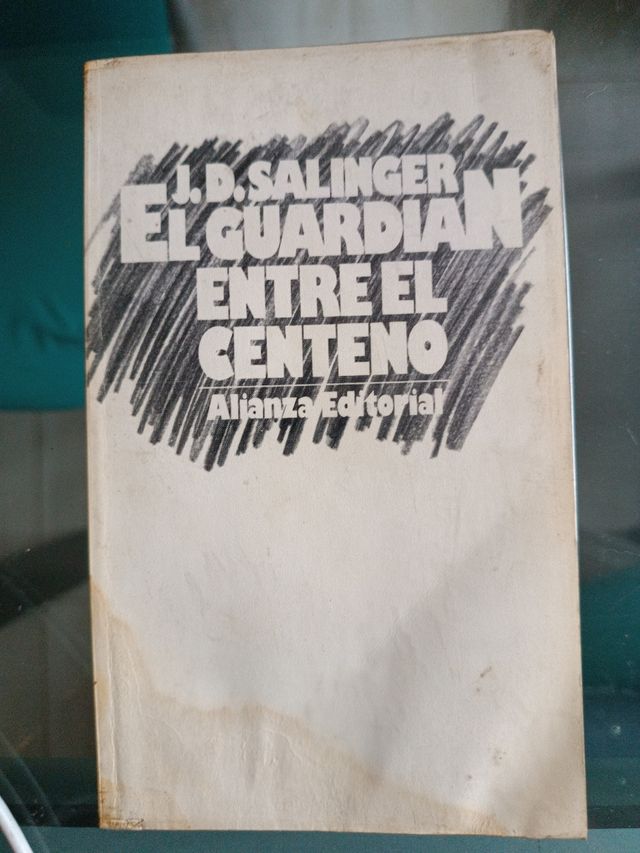 J.D.SALINGER
EL GUARDIAN
ENTRE EL
CENTENO
Alianza Editorial